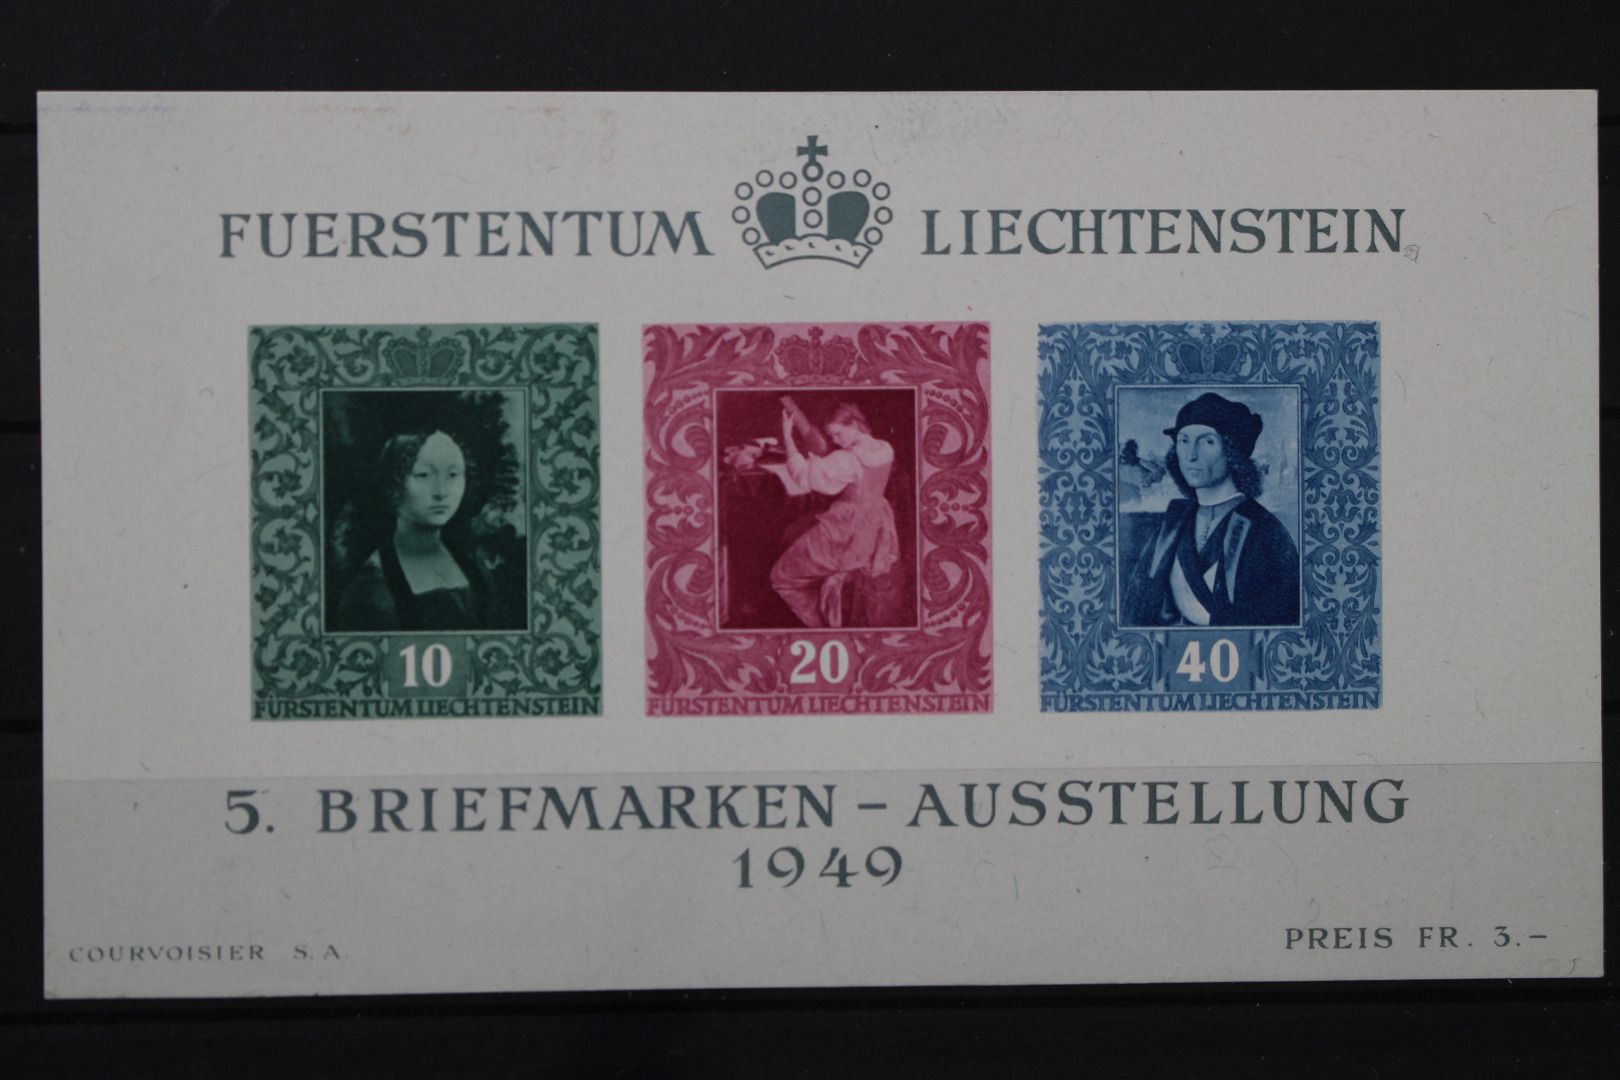 FUERSTENTUM LIECHTENSTEIN
10
FÜRSTENTUM LIECHTENSTEIN
20
FÜRSTENTUM LIECHTENSTEIN
40
FÜRSTENTUM LIECHTENSTEIN
5. BRIEFMARKEN – AUSSTELLUNG
1949
COURVOISIER S. A.
PREIS FR. 3.–